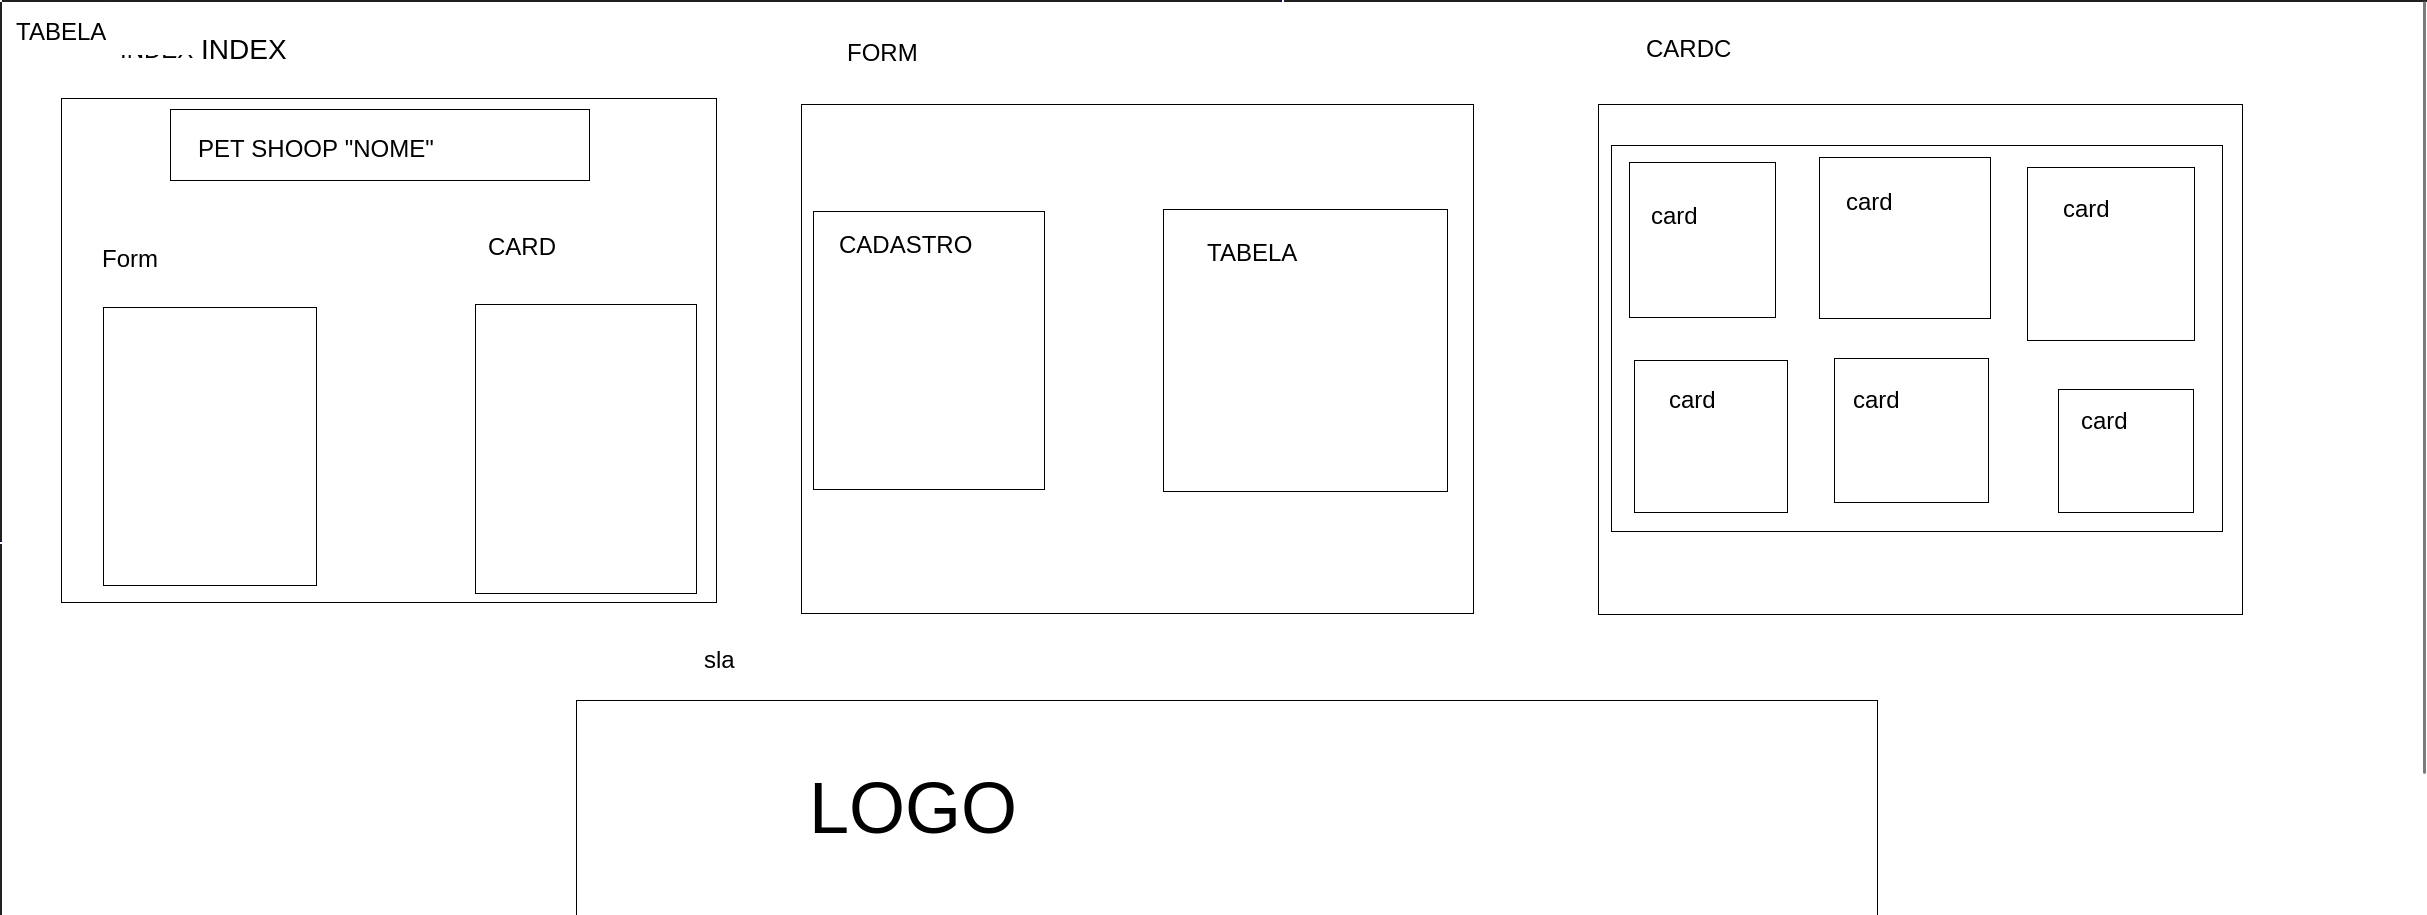 TABELA
INDEX INDEX
FORM
CARDC
PET SHOOP "NOME"
Form
CARD
CADASTRO
TABELA
card
card
card
card
card
card
sla
LOGO